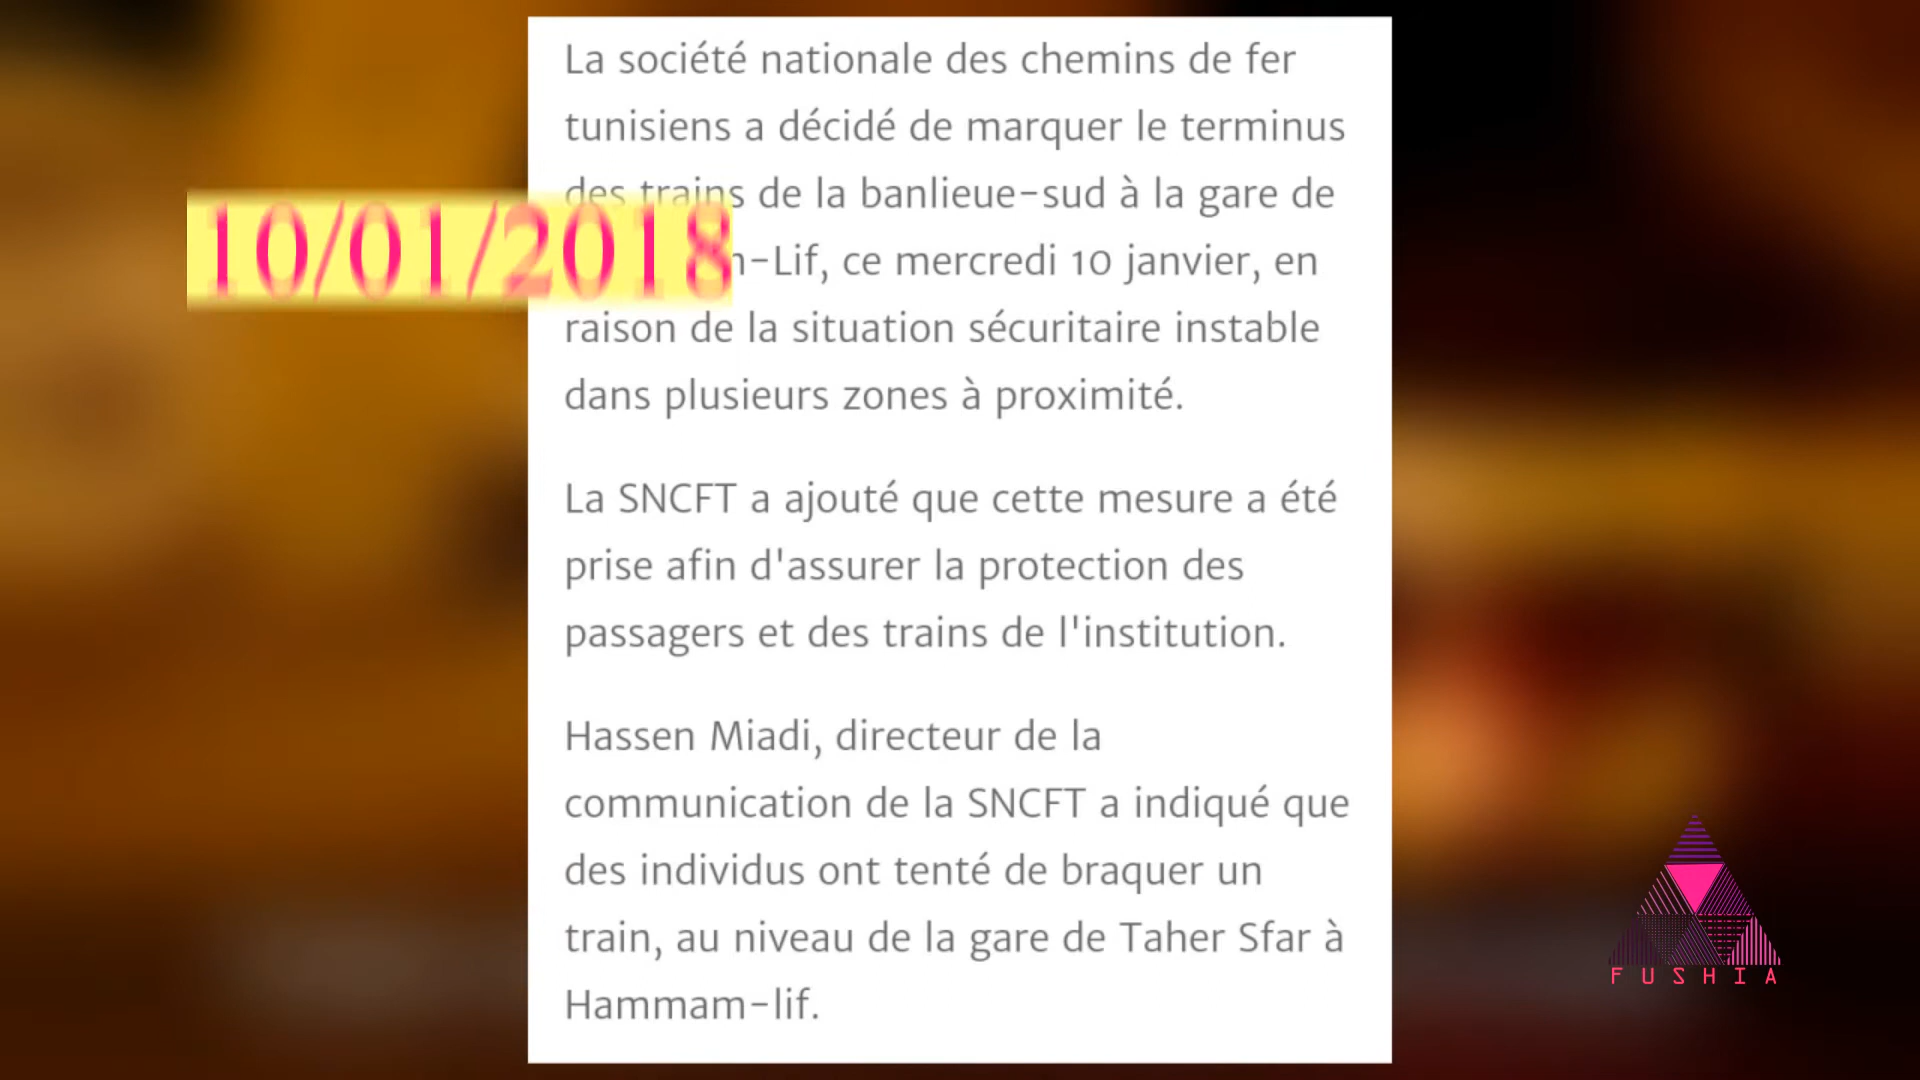 La société nationale des chemins de fer
tunisiens a décidé de marquer le terminus
des trains de la banlieue-sud à la gare de
10/01/2018
-Lif, ce mercredi 10 janvier, en
raison de la situation sécuritaire instable
dans plusieurs zones à proximité.
La SNCFT a ajouté que cette mesure a été
prise afin d'assurer la protection des
passagers et des trains de l'institution.
Hassen Miadi, directeur de la
communication de la SNCFT a indiqué que
des individus ont tenté de braquer un
train, au niveau de la gare de Taher Sfar à
Hammam-lif.
FUSHIA